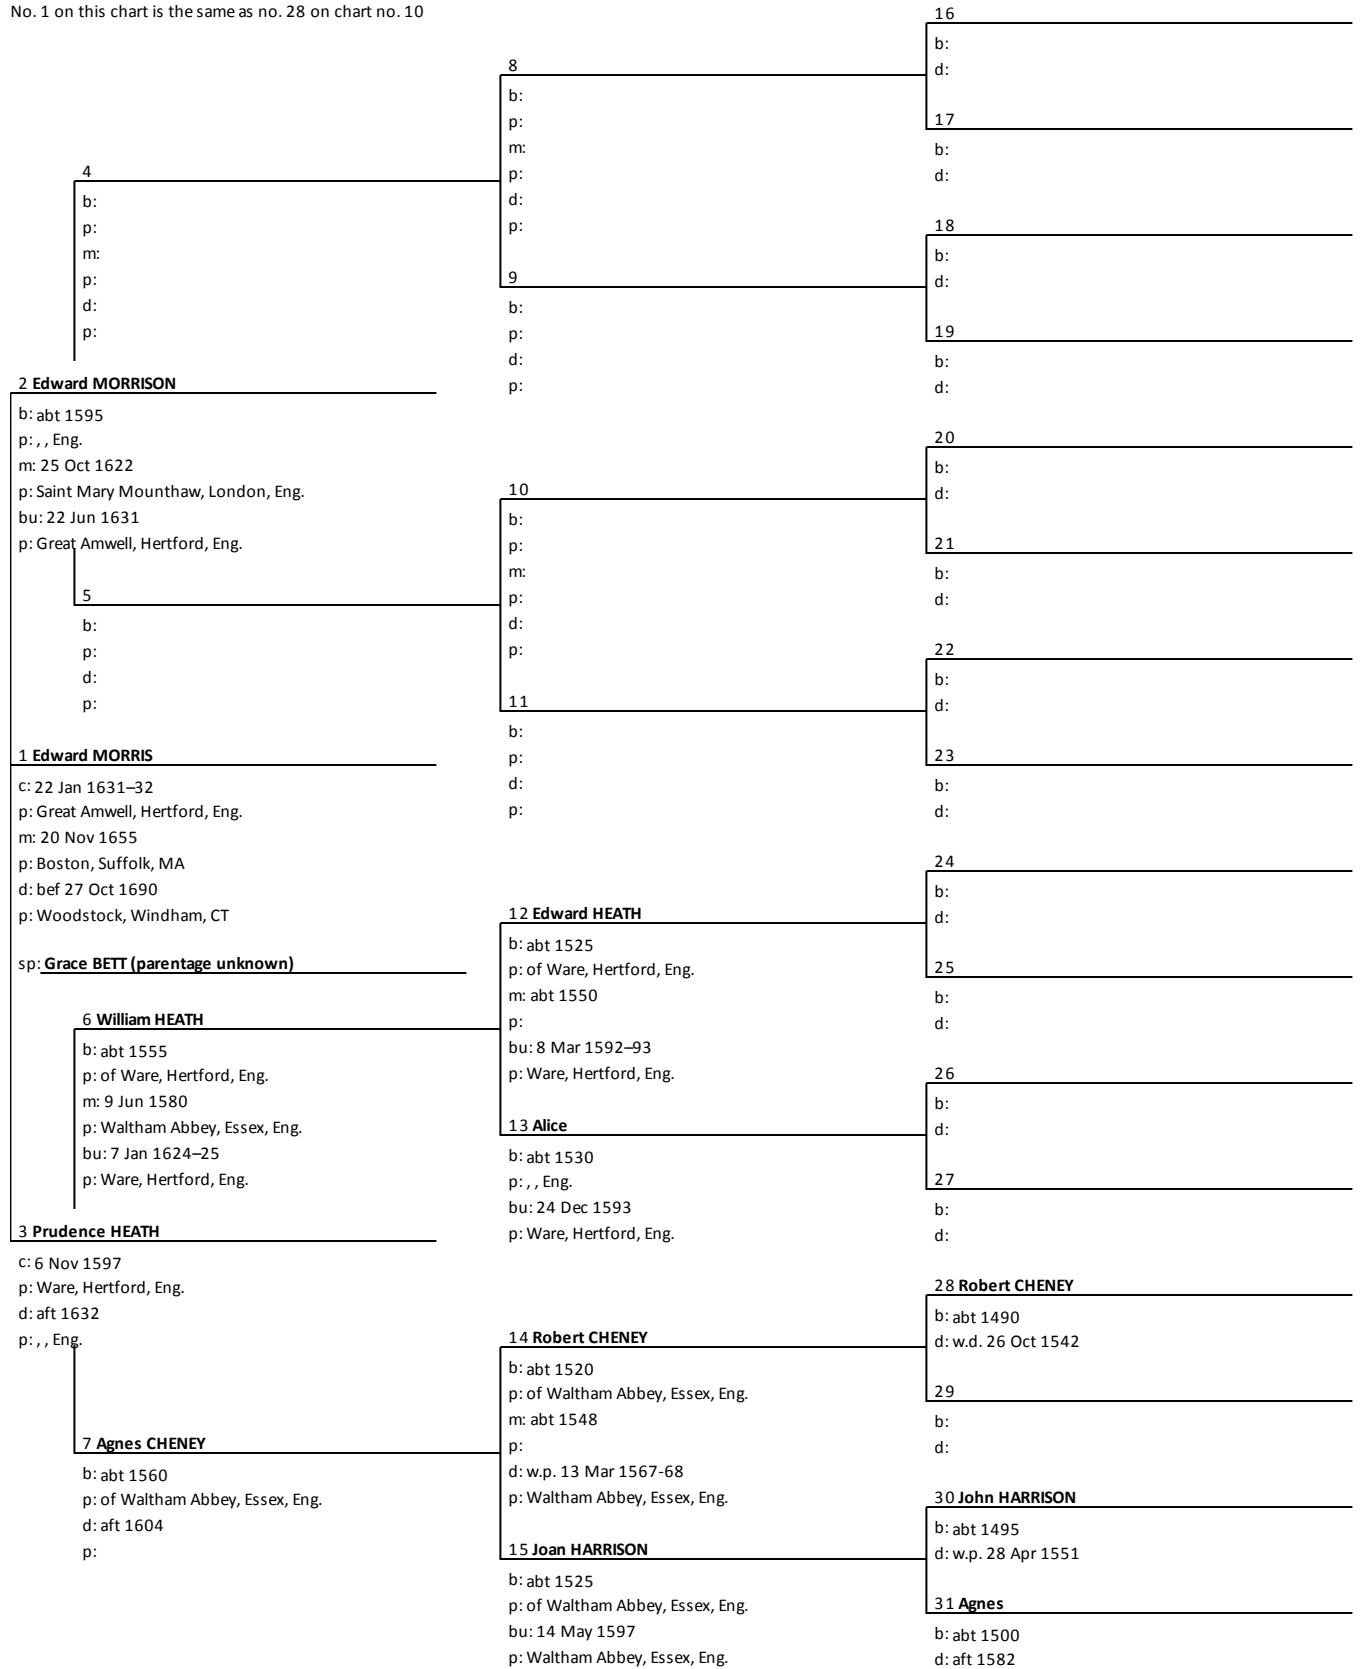 No. 1 on this chart is the same as no. 28 on chart no. 10
16
b:
d:
8
b:
p:
m:
p:
d:
p:
17
b:
d:
4
b:
p:
m:
p:
d:
p:
18
b:
d:
9
b:
p:
d:
p:
19
b:
d:
2 Edward MORRISON
b: abt 1595
p: , , Eng.
m: 25 Oct 1622
p: Saint Mary Mounthaw, London, Eng.
bu: 22 Jun 1631
p: Great Amwell, Hertford, Eng.
20
b:
d:
10
b:
p:
m:
p:
d:
p:
21
b:
d:
5
b:
p:
d:
p:
22
b:
d:
11
b:
p:
d:
p:
23
b:
d:
1 Edward MORRIS
c: 22 Jan 1631–32
p: Great Amwell, Hertford, Eng.
m: 20 Nov 1655
p: Boston, Suffolk, MA
d: bef 27 Oct 1690
p: Woodstock, Windham, CT
sp: Grace BETT (parentage unknown)
24
b:
d:
12 Edward HEATH
b: abt 1525
p: of Ware, Hertford, Eng.
m: abt 1550
p:
bu: 8 Mar 1592–93
p: Ware, Hertford, Eng.
25
b:
d:
6 William HEATH
b: abt 1555
p: of Ware, Hertford, Eng.
m: 9 Jun 1580
p: Waltham Abbey, Essex, Eng.
bu: 7 Jan 1624–25
p: Ware, Hertford, Eng.
26
b:
d:
13 Alice
b: abt 1530
p: , , Eng.
bu: 24 Dec 1593
p: Ware, Hertford, Eng.
27
b:
d:
3 Prudence HEATH
c: 6 Nov 1597
p: Ware, Hertford, Eng.
d: aft 1632
p: , , Eng.
28 Robert CHENEY
b: abt 1490
d: w.d. 26 Oct 1542
14 Robert CHENEY
b: abt 1520
p: of Waltham Abbey, Essex, Eng.
m: abt 1548
p:
d: w.p. 13 Mar 1567-68
p: Waltham Abbey, Essex, Eng.
29
b:
d:
7 Agnes CHENEY
b: abt 1560
p: of Waltham Abbey, Essex, Eng.
d: aft 1604
p:
30 John HARRISON
b: abt 1495
d: w.p. 28 Apr 1551
15 Joan HARRISON
b: abt 1525
p: of Waltham Abbey, Essex, Eng.
bu: 14 May 1597
p: Waltham Abbey, Essex, Eng.
31 Agnes
b: abt 1500
d: aft 1582